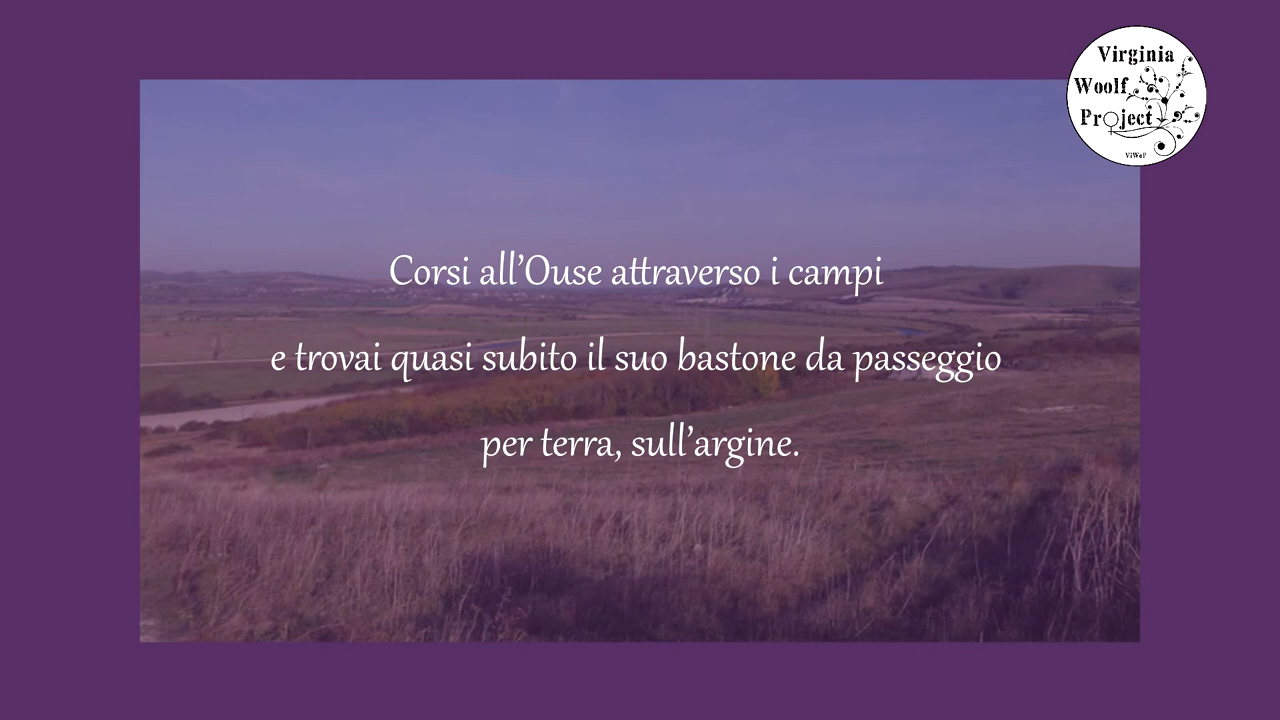 Virginia
Woolf
Project
ViWoP
Corsi all’Ouse attraverso i campi
e trovai quasi subito il suo bastone da passeggio
per terra, sull’argine.